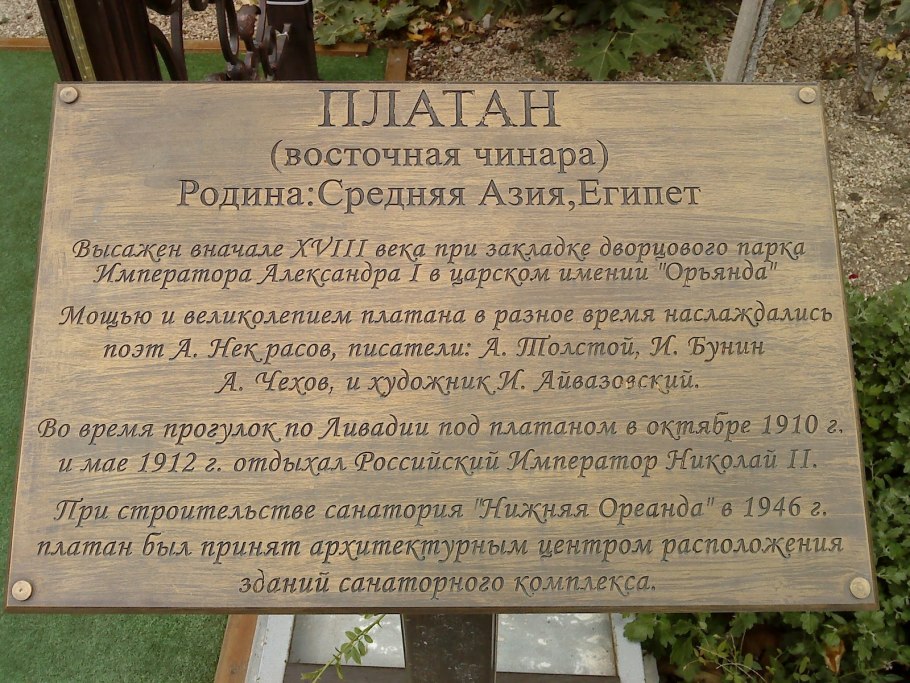 ПЛАТАН
(восточная чинара)
Родина:Средняя Азия,Египет
Высажен вначале XVIII века при закладке дворцового парка
Императора Александра I в царском имении "Орьянда"
Мощью и великолепием платана в разное время наслаждались
поэт А. Некрасов, писатели: А. Толстой, И. Бунин
А. Чехов, и художник И. Айвазовский.
Во время прогулок по Ливадии под платаном в октябре 1910 г.
и мае 1912 г. отдыхал Российский Император Николай II.
При строительстве санатория "Нижняя Ореанда" в 1946 г.
платан был принят архитектурным центром расположения
зданий санаторного комплекса.